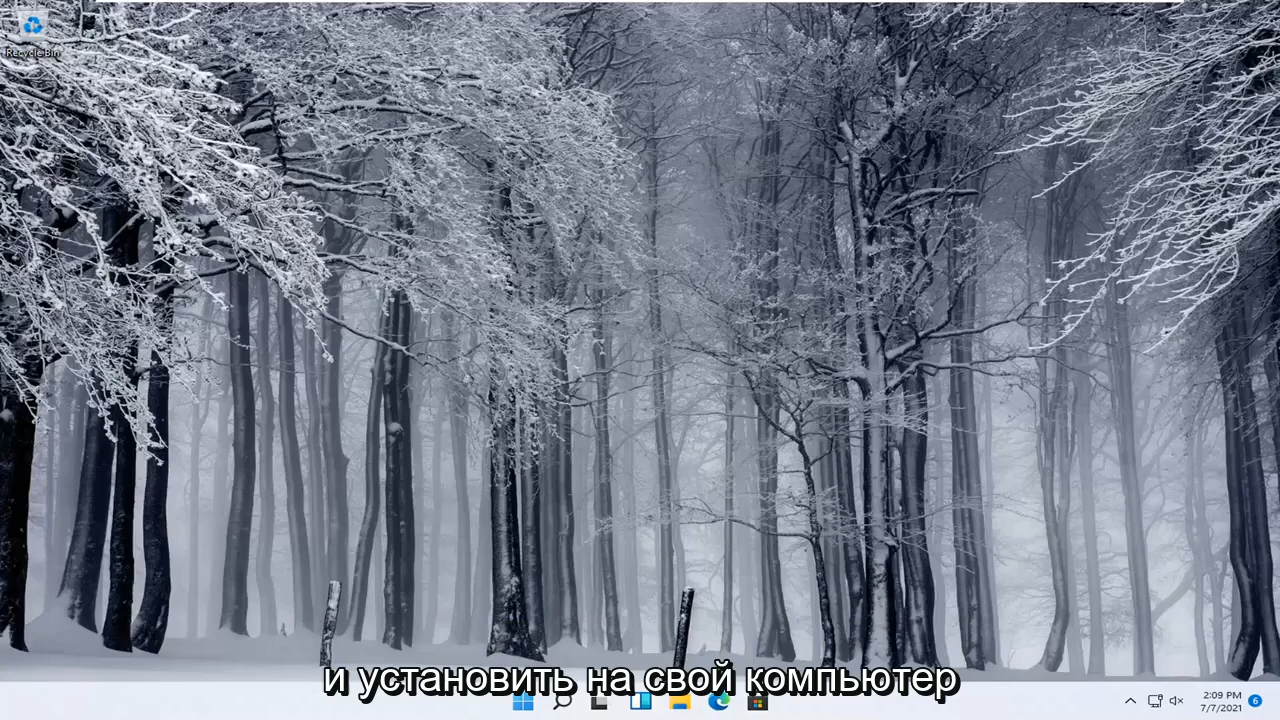 Recycle Bin
и установить на свой компьютер
2:09 PM
7/7/2021
6